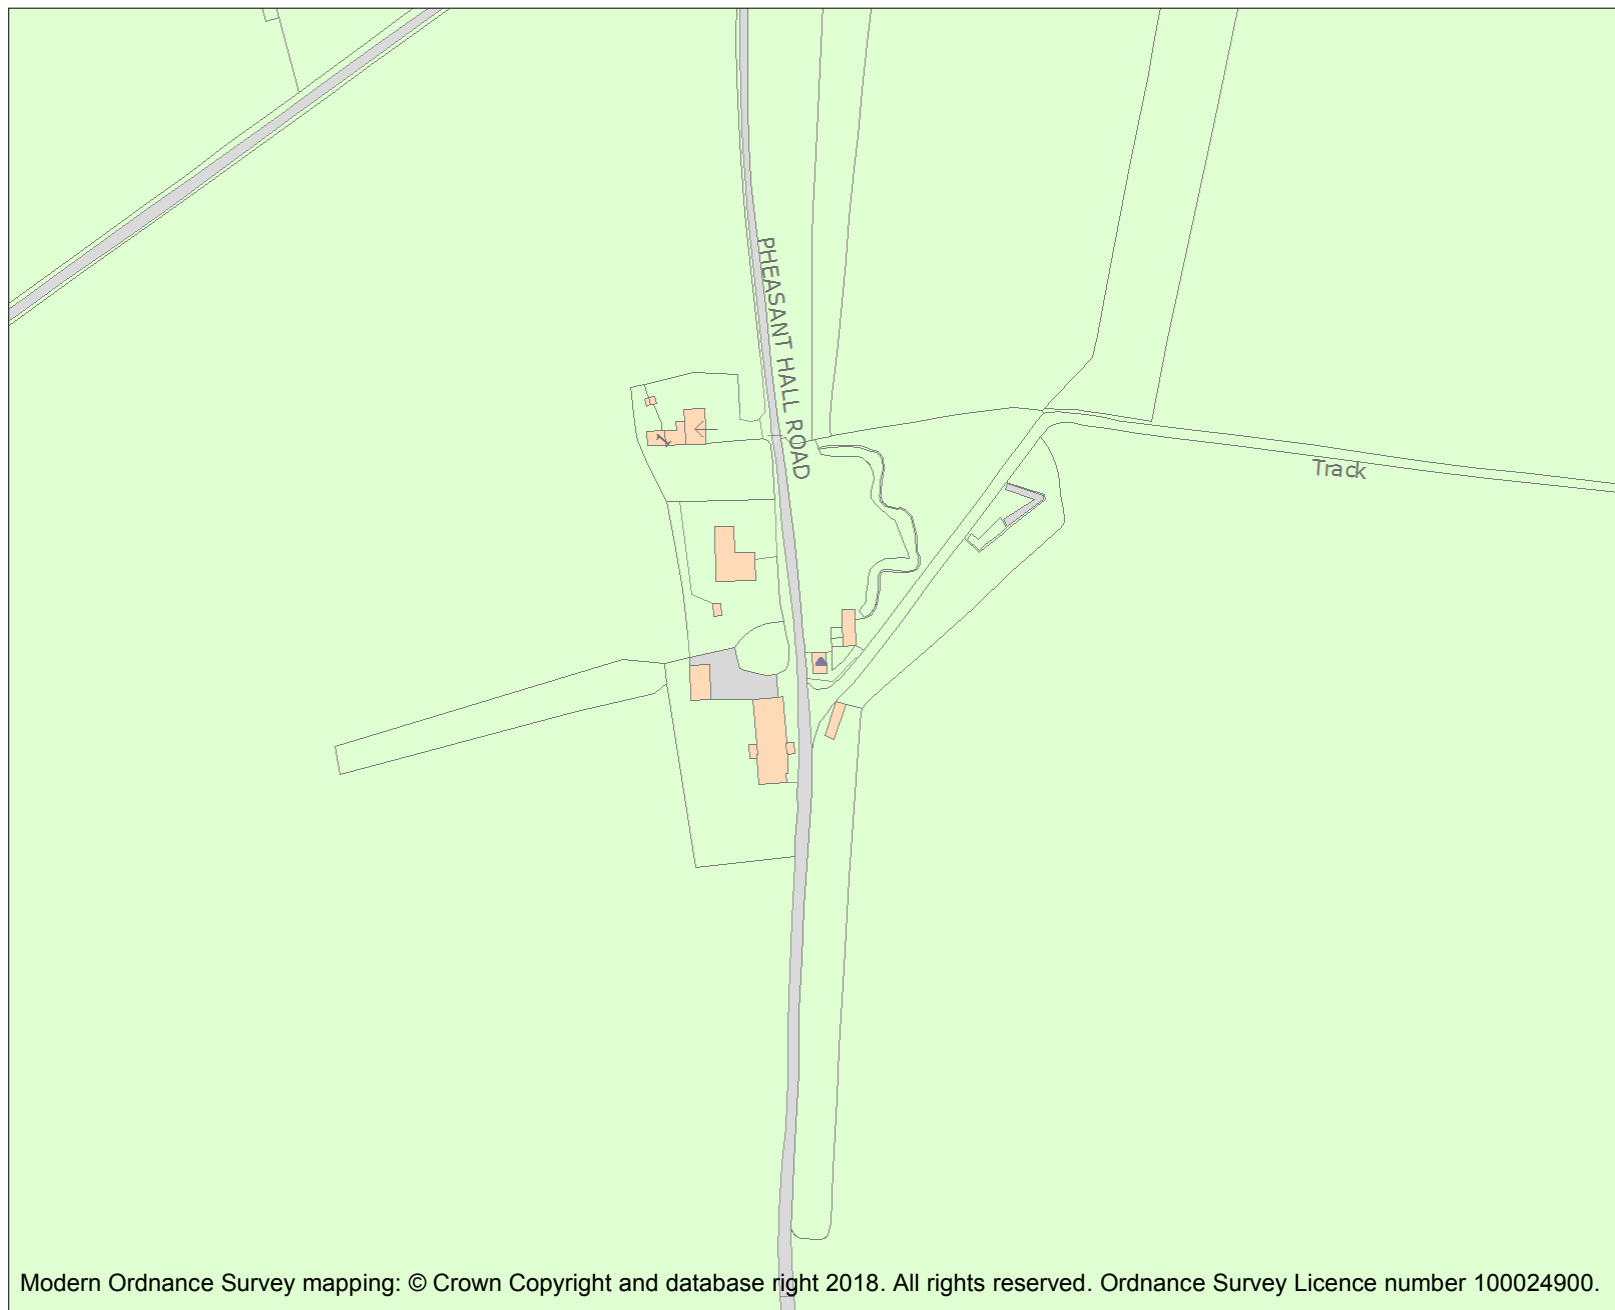 PHEASANT HALL ROAD
1
Track
Modern Ordnance Survey mapping: © Crown Copyright and database right 2018. All rights reserved. Ordnance Survey Licence number 100024900.